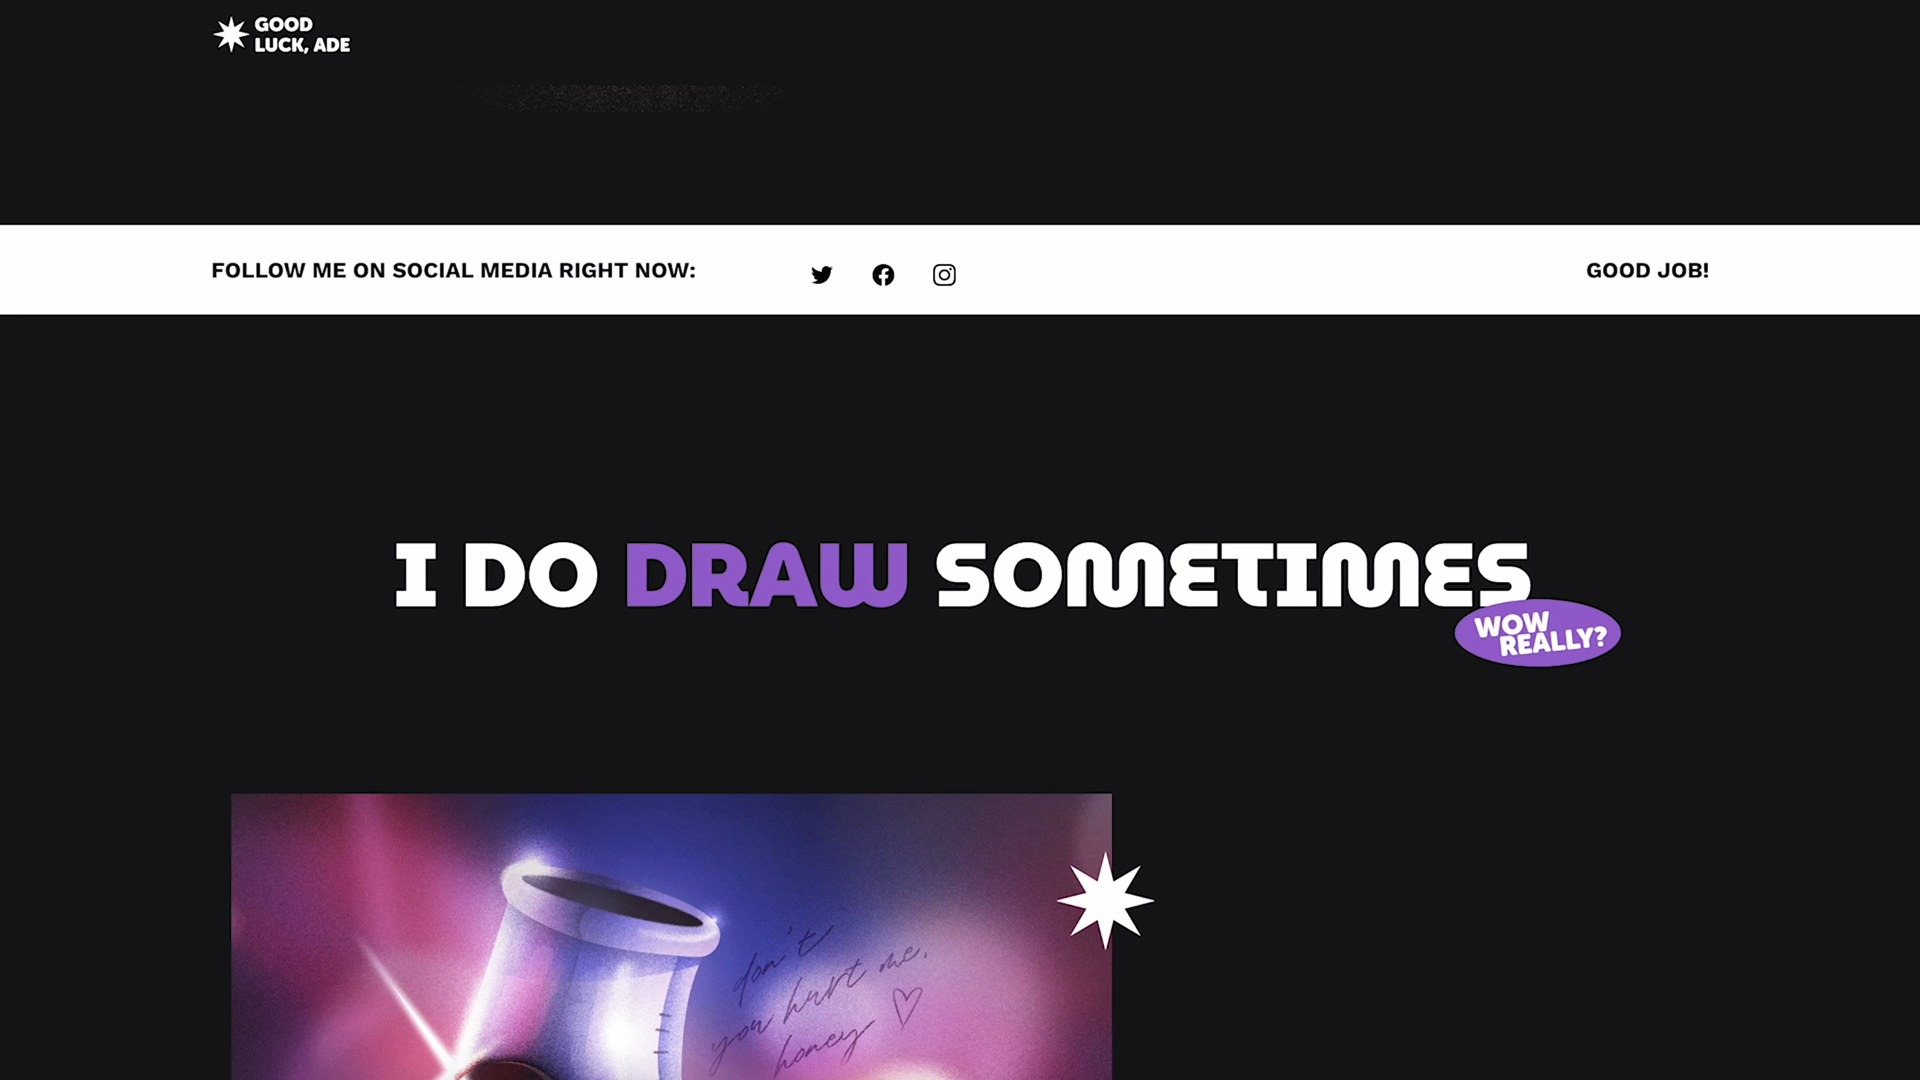 GOOD
LUCK, ADE
FOLLOW ME ON SOCIAL MEDIA RIGHT NOW:
GOOD JOB!
I DO DRAW SOMETIMES
WOW
REALLY?
don't
you hurt me,
honey ♡